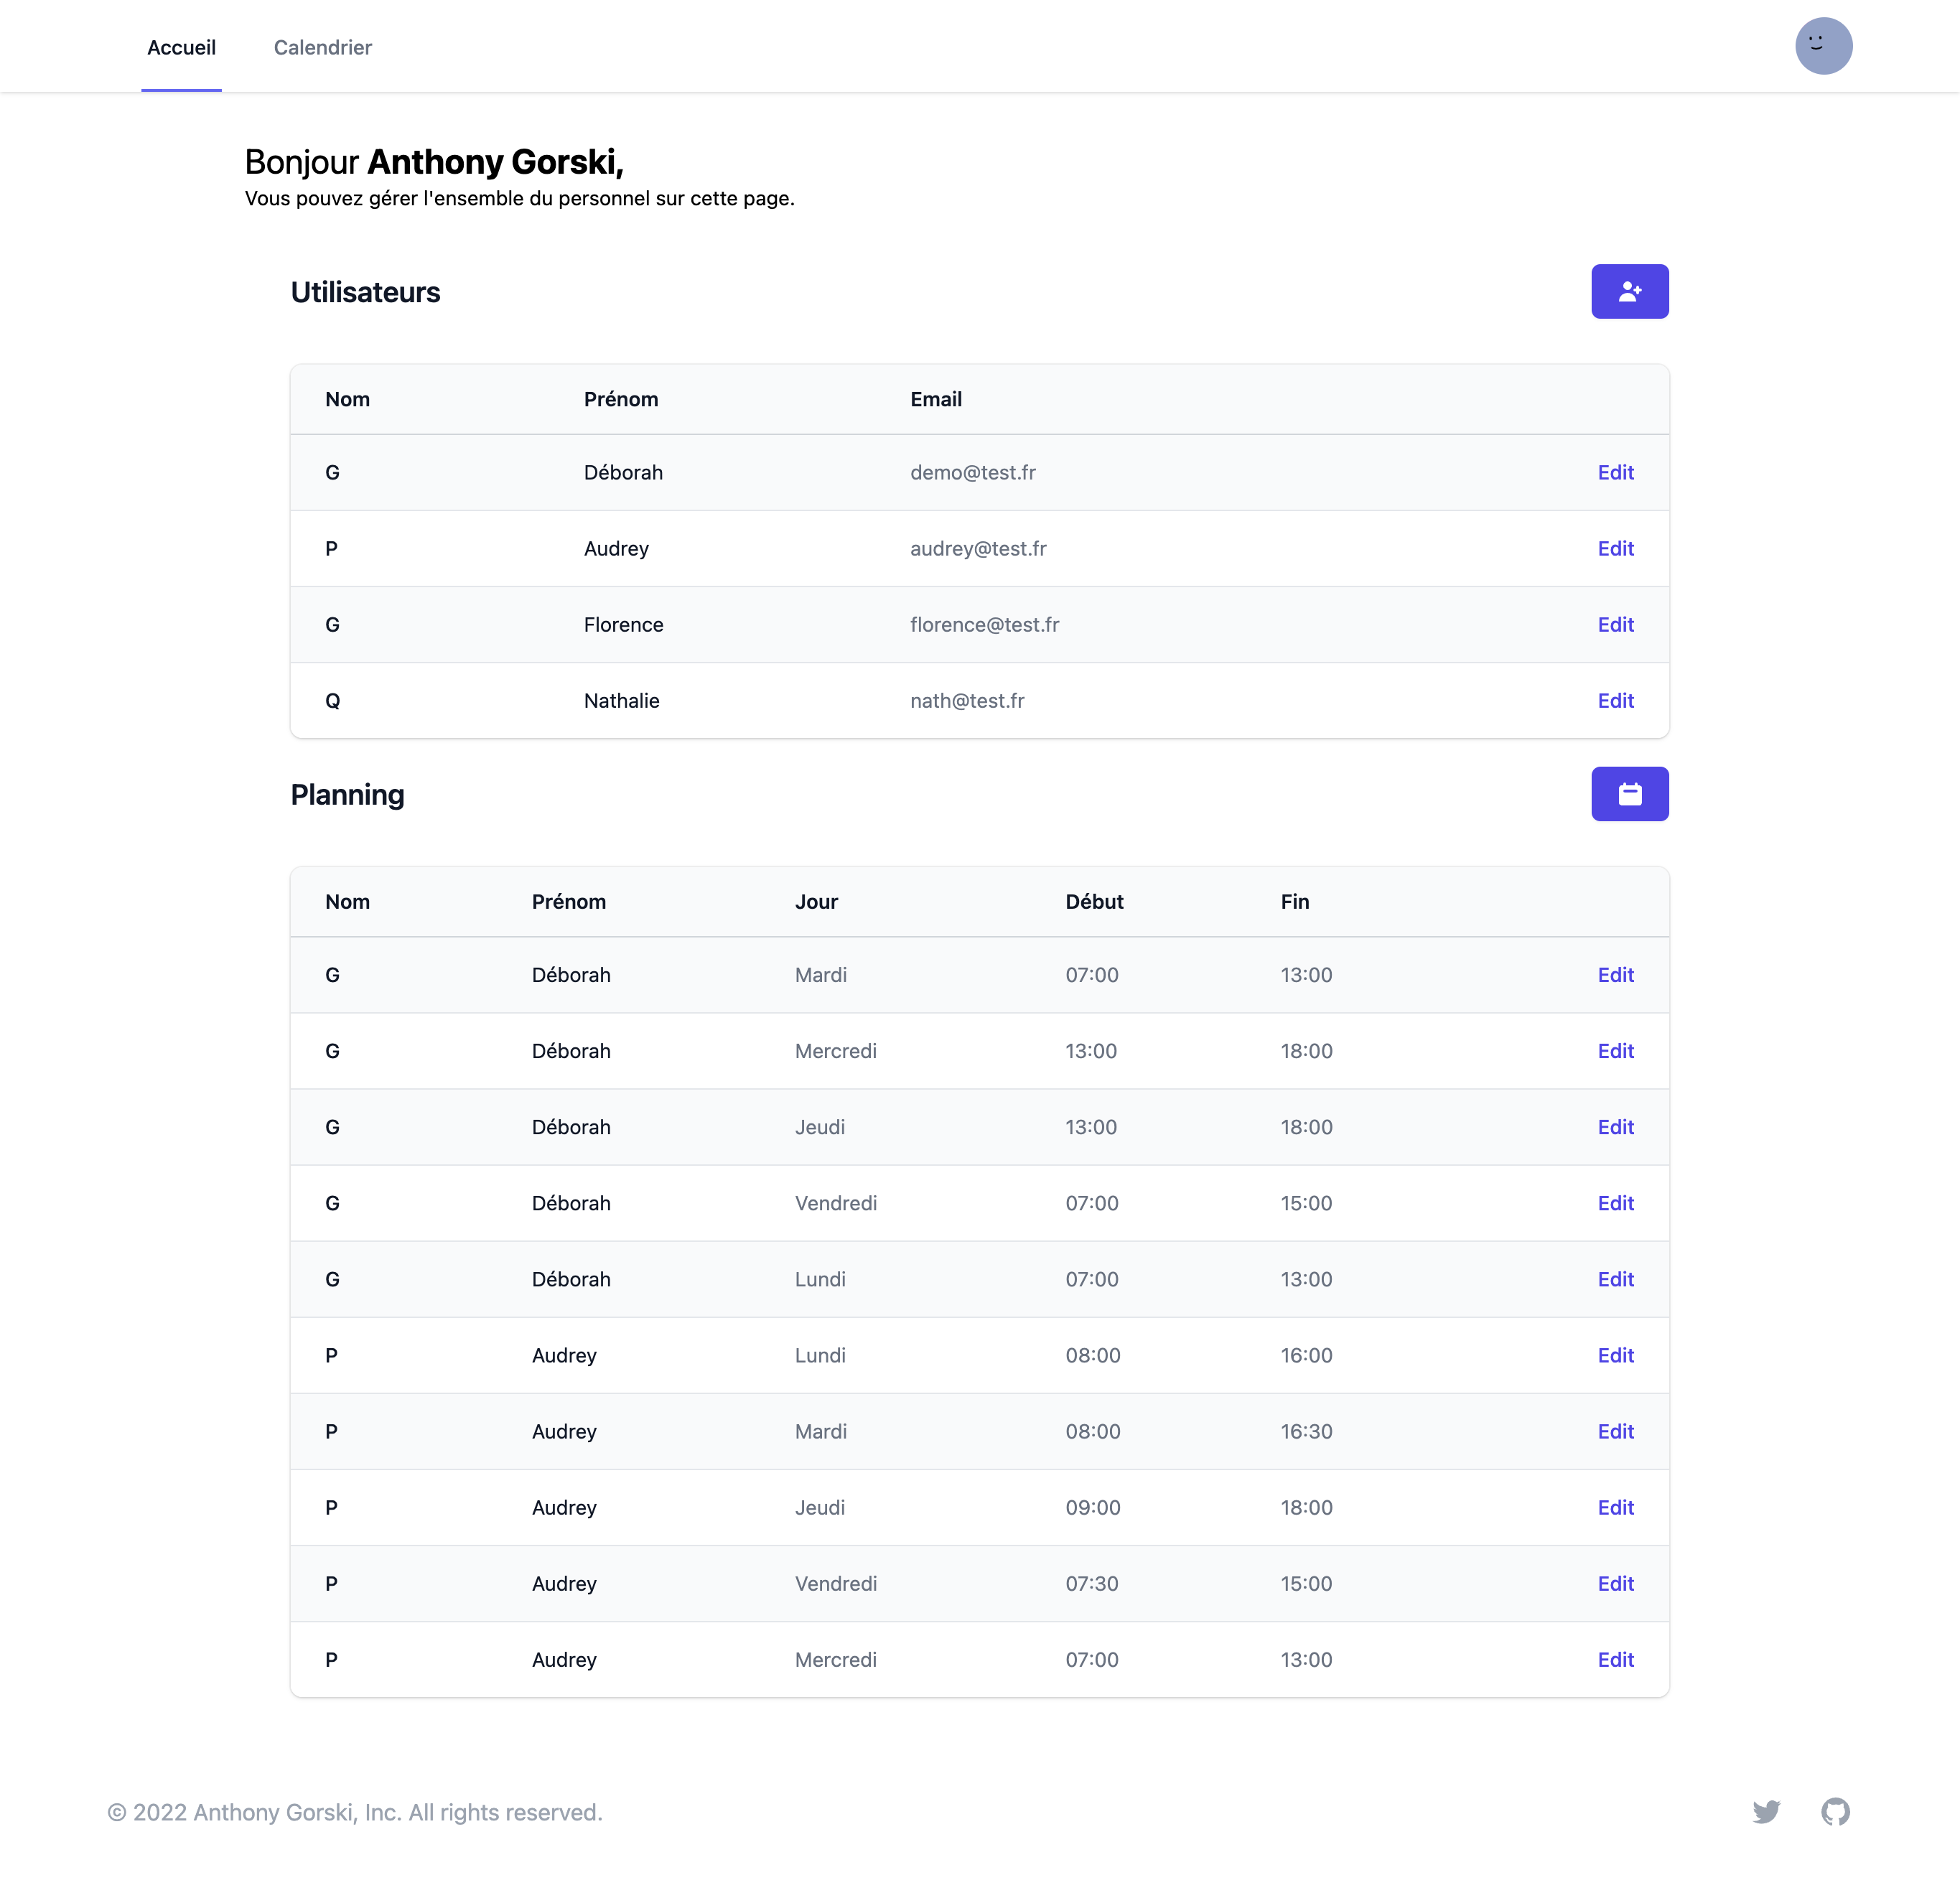 Accueil Calendrier
Bonjour Anthony Gorski,
Vous pouvez gérer l'ensemble du personnel sur cette page.
Utilisateurs
Nom Prénom Email
G Déborah demo@test.fr Edit
P Audrey audrey@test.fr Edit
G Florence florence@test.fr Edit
Q Nathalie nath@test.fr Edit
Planning
Nom Prénom Jour Début Fin
G Déborah Mardi 07:00 13:00 Edit
G Déborah Mercredi 13:00 18:00 Edit
G Déborah Jeudi 13:00 18:00 Edit
G Déborah Vendredi 07:00 15:00 Edit
G Déborah Lundi 07:00 13:00 Edit
P Audrey Lundi 08:00 16:00 Edit
P Audrey Mardi 08:00 16:30 Edit
P Audrey Jeudi 09:00 18:00 Edit
P Audrey Vendredi 07:30 15:00 Edit
P Audrey Mercredi 07:00 13:00 Edit
© 2022 Anthony Gorski, Inc. All rights reserved.